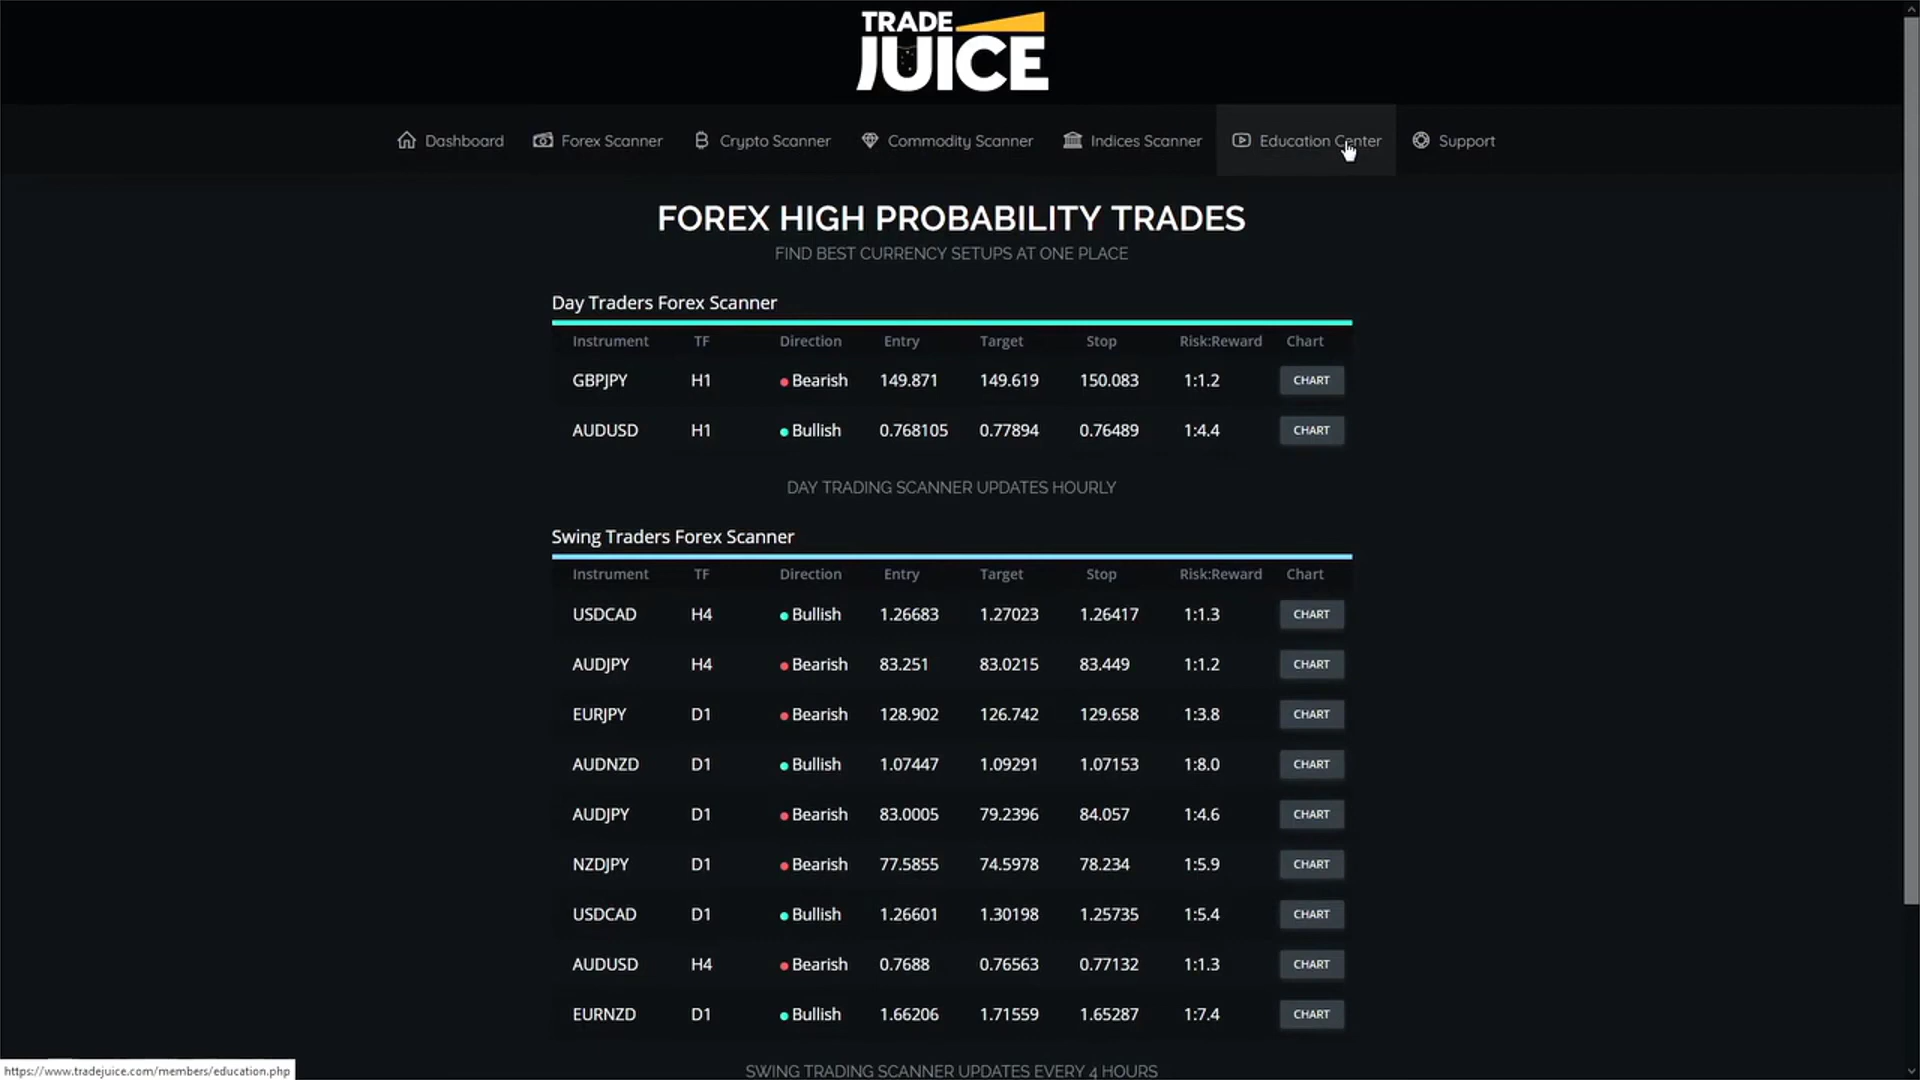 TRADE
JUICE
Dashboard Forex Scanner Crypto Scanner Commodity Scanner Indices Scanner Education Center Support
FOREX HIGH PROBABILITY TRADES
FIND BEST CURRENCY SETUPS AT ONE PLACE
Day Traders Forex Scanner
Instrument TF Direction Entry Target Stop Risk:Reward Chart
GBPJPY H1 Bearish 149.871 149.619 150.083 1:1.2 CHART
AUDUSD H1 Bullish 0.768105 0.77894 0.76489 1:4.4 CHART
DAY TRADING SCANNER UPDATES HOURLY
Swing Traders Forex Scanner
Instrument TF Direction Entry Target Stop Risk:Reward Chart
USDCAD H4 Bullish 1.26683 1.27023 1.26417 1:1.3 CHART
AUDJPY H4 Bearish 83.251 83.0215 83.449 1:1.2 CHART
EURJPY D1 Bearish 128.902 126.742 129.658 1:3.8 CHART
AUDNZD D1 Bullish 1.07447 1.09291 1.07153 1:8.0 CHART
AUDJPY D1 Bearish 83.0005 79.2396 84.057 1:4.6 CHART
NZDJPY D1 Bearish 77.5855 74.5978 78.234 1:5.9 CHART
USDCAD D1 Bullish 1.26601 1.30198 1.25735 1:5.4 CHART
AUDUSD H4 Bearish 0.7688 0.76563 0.77132 1:1.3 CHART
EURNZD D1 Bullish 1.66206 1.71559 1.65287 1:7.4 CHART
SWING TRADING SCANNER UPDATES EVERY 4 HOURS
https://www.tradejuice.com/members/education.php